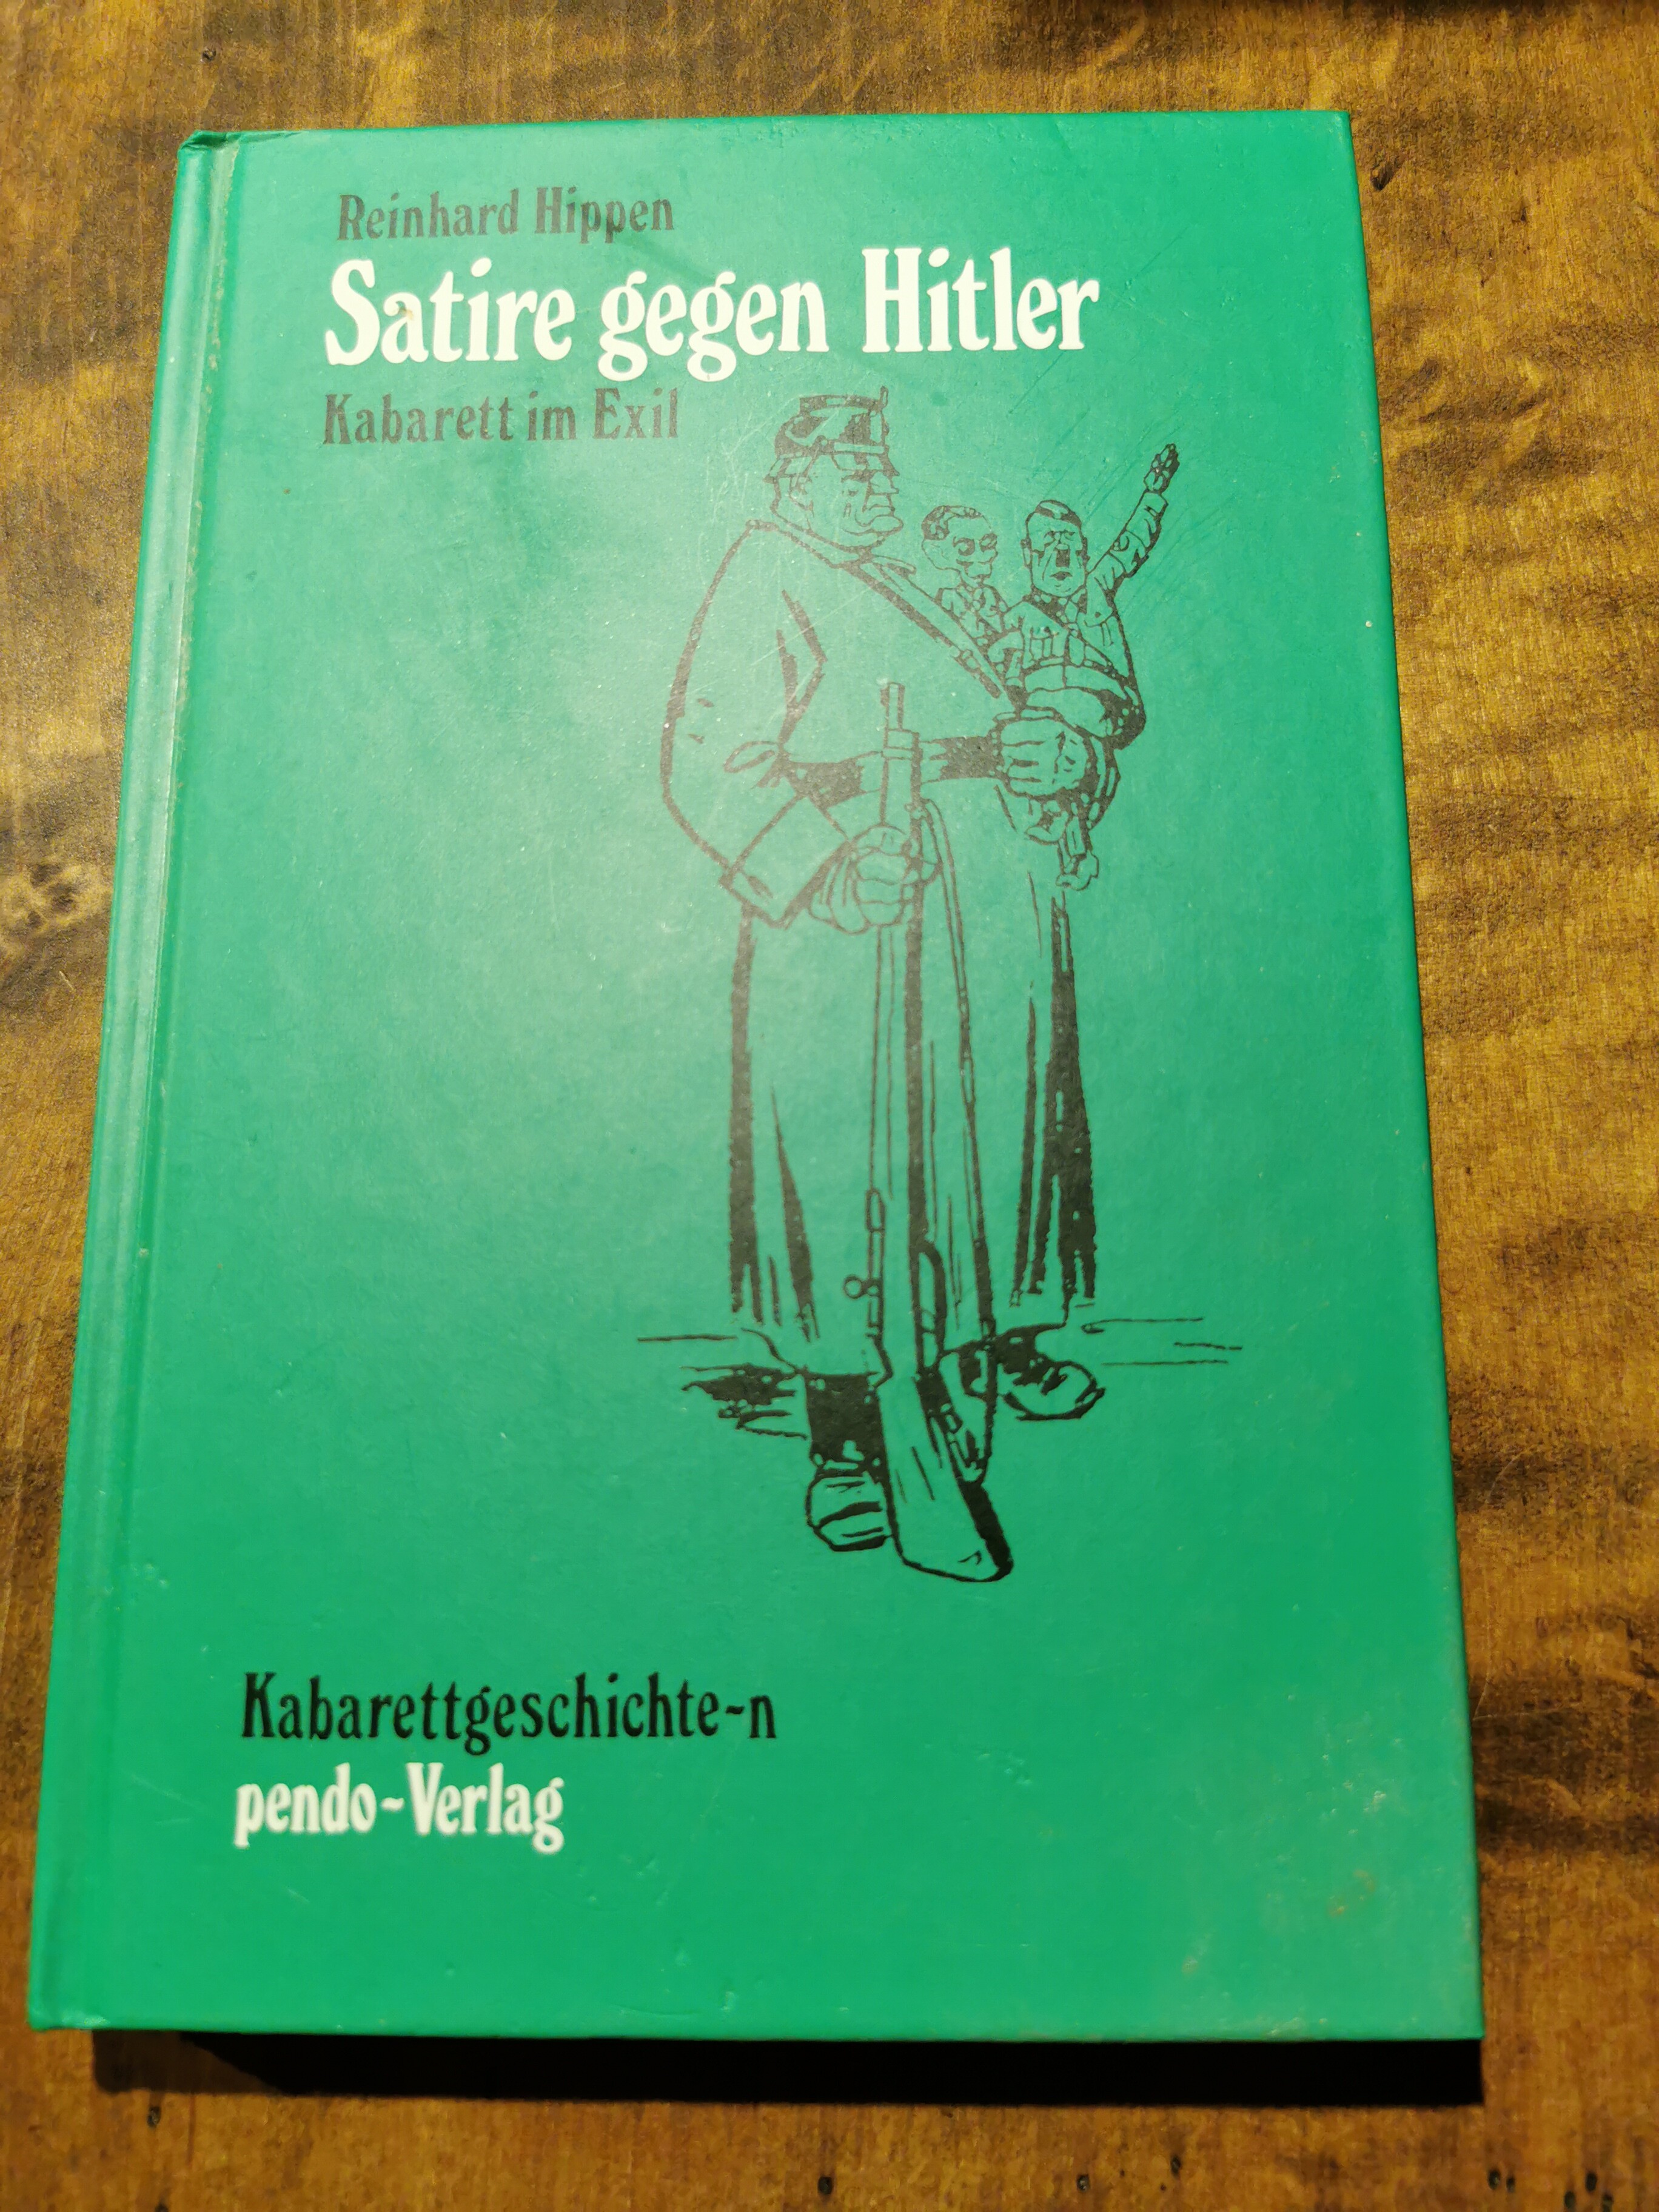 Reinhard Hippen
Satire gegen Hitler
Kabarett im Exil
Kabarettgeschichte-n
pendo-Verlag